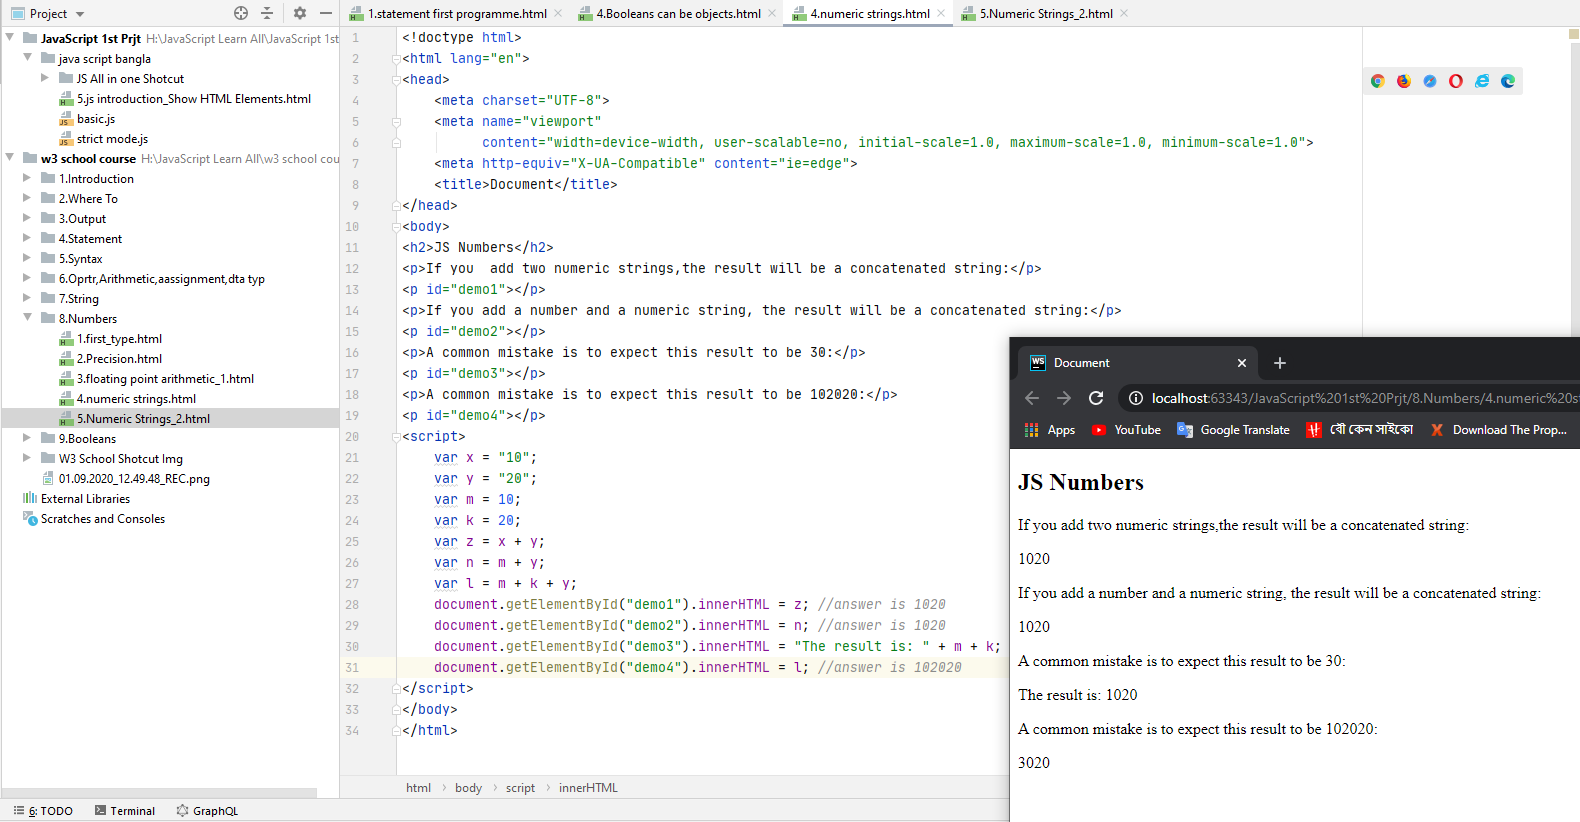 Project
1.statement first programme.html
4.Booleans can be objects.html
4.numeric strings.html
5.Numeric Strings_2.html
JavaScript 1st Prjt H:\JavaScript Learn All\JavaScript 1st
java script bangla
JS All in one Shotcut
5.js introduction_Show HTML Elements.html
basic.js
strict mode.js
w3 school course H:\JavaScript Learn All\w3 school cou
1.Introduction
2.Where To
3.Output
4.Statement
5.Syntax
6.Oprtr,Arithmetic,aassignment,dta typ
7.String
8.Numbers
1.first_type.html
2.Precision.html
3.floating point arithmetic_1.html
4.numeric strings.html
5.Numeric Strings_2.html
9.Booleans
W3 School Shotcut Img
01.09.2020_12.49.48_REC.png
External Libraries
Scratches and Consoles
1 <!doctype html>
2 <html lang="en">
3 <head>
4 <meta charset="UTF-8">
5 <meta name="viewport"
6 content="width=device-width, user-scalable=no, initial-scale=1.0, maximum-scale=1.0, minimum-scale=1.0">
7 <meta http-equiv="X-UA-Compatible" content="ie=edge">
8 <title>Document</title>
9 </head>
10 <body>
11 <h2>JS Numbers</h2>
12 <p>If you  add two numeric strings,the result will be a concatenated string:</p>
13 <p id="demo1"></p>
14 <p>If you add a number and a numeric string, the result will be a concatenated string:</p>
15 <p id="demo2"></p>
16 <p>A common mistake is to expect this result to be 30:</p>
17 <p id="demo3"></p>
18 <p>A common mistake is to expect this result to be 102020:</p>
19 <p id="demo4"></p>
20 <script>
21 var x = "10";
22 var y = "20";
23 var m = 10;
24 var k = 20;
25 var z = x + y;
26 var n = m + y;
27 var l = m + k + y;
28 document.getElementById("demo1").innerHTML = z; //answer is 1020
29 document.getElementById("demo2").innerHTML = n; //answer is 1020
30 document.getElementById("demo3").innerHTML = "The result is: " + m + k;
31 document.getElementById("demo4").innerHTML = l; //answer is 102020
32 </script>
33 </body>
34 </html>
html
body
script
innerHTML
6: TODO
Terminal
GraphQL
WS Document
localhost:63343/JavaScript%201st%20Prjt/8.Numbers/4.numeric%20s
Apps
YouTube
Google Translate
বৌ কেন সাইকো
Download The Prop...
JS Numbers
If you add two numeric strings,the result will be a concatenated string:
1020
If you add a number and a numeric string, the result will be a concatenated string:
1020
A common mistake is to expect this result to be 30:
The result is: 1020
A common mistake is to expect this result to be 102020:
3020